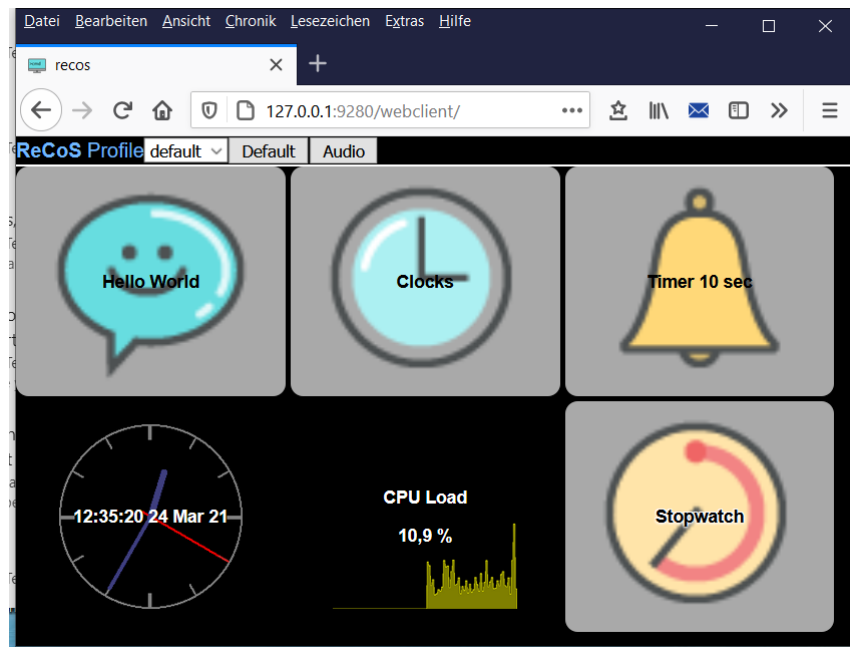 Datei Bearbeiten Ansicht Chronik Lesezeichen Extras Hilfe
recos
127.0.0.1:9280/webclient/
ReCoS Profile default Default Audio
Hello World
Clocks
Timer 10 sec
12:35:20 24 Mar 21
CPU Load
10,9 %
Stopwatch